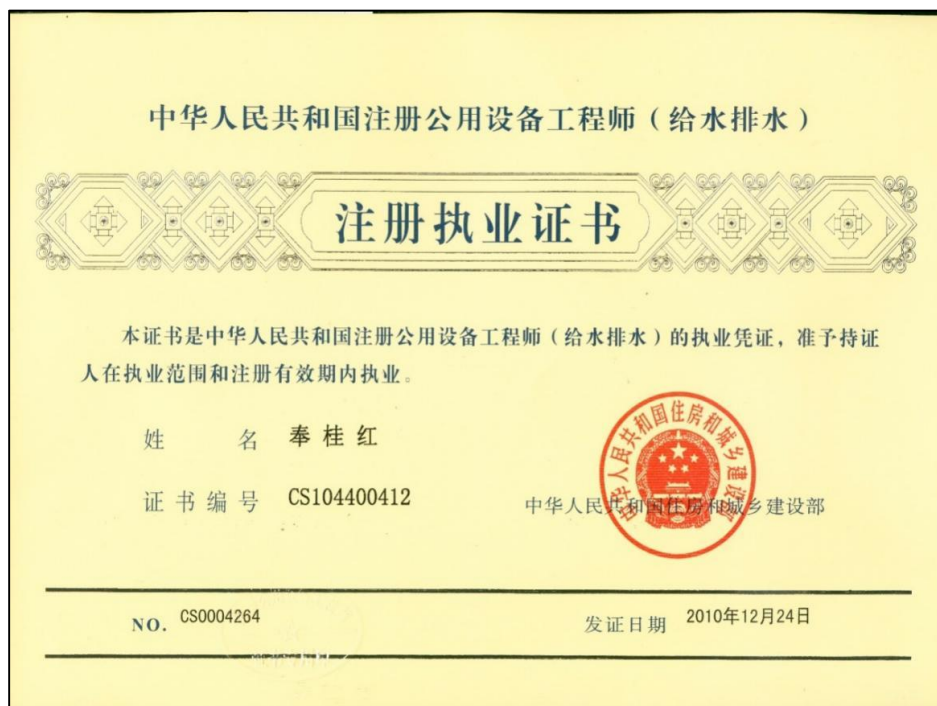 中华人民共和国注册公用设备工程师（给水排水）
注册执业证书
本证书是中华人民共和国注册公用设备工程师（给水排水）的执业凭证，准予持证
人在执业范围和注册有效期内执业。
姓 名 奉桂红
证书编号 CS104400412
中华人民共和国住房和城乡建设部
中华人民共和国住房和城乡建设部
NO. CS0004264
发证日期 2010年12月24日